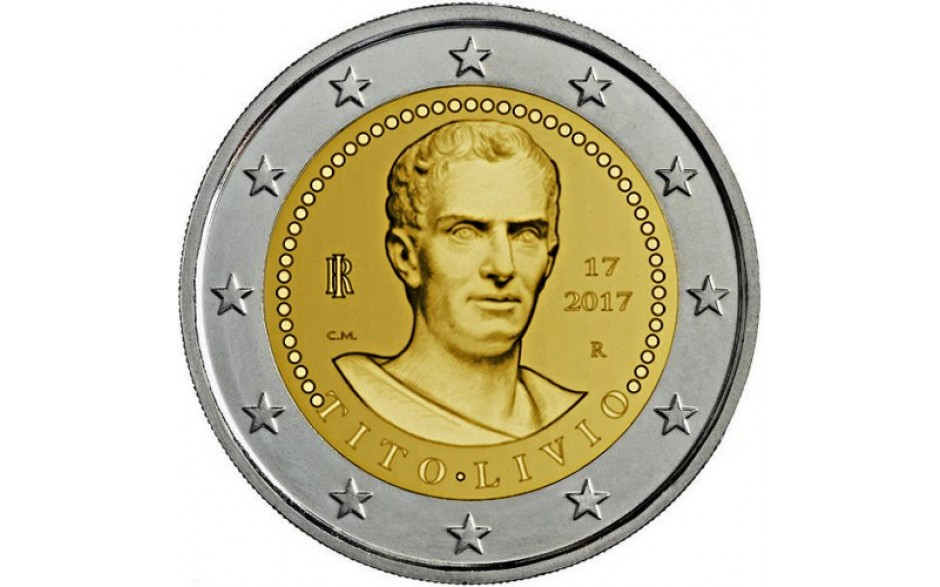 RI
C.M.
17
2017
R
TITO · LIVIO